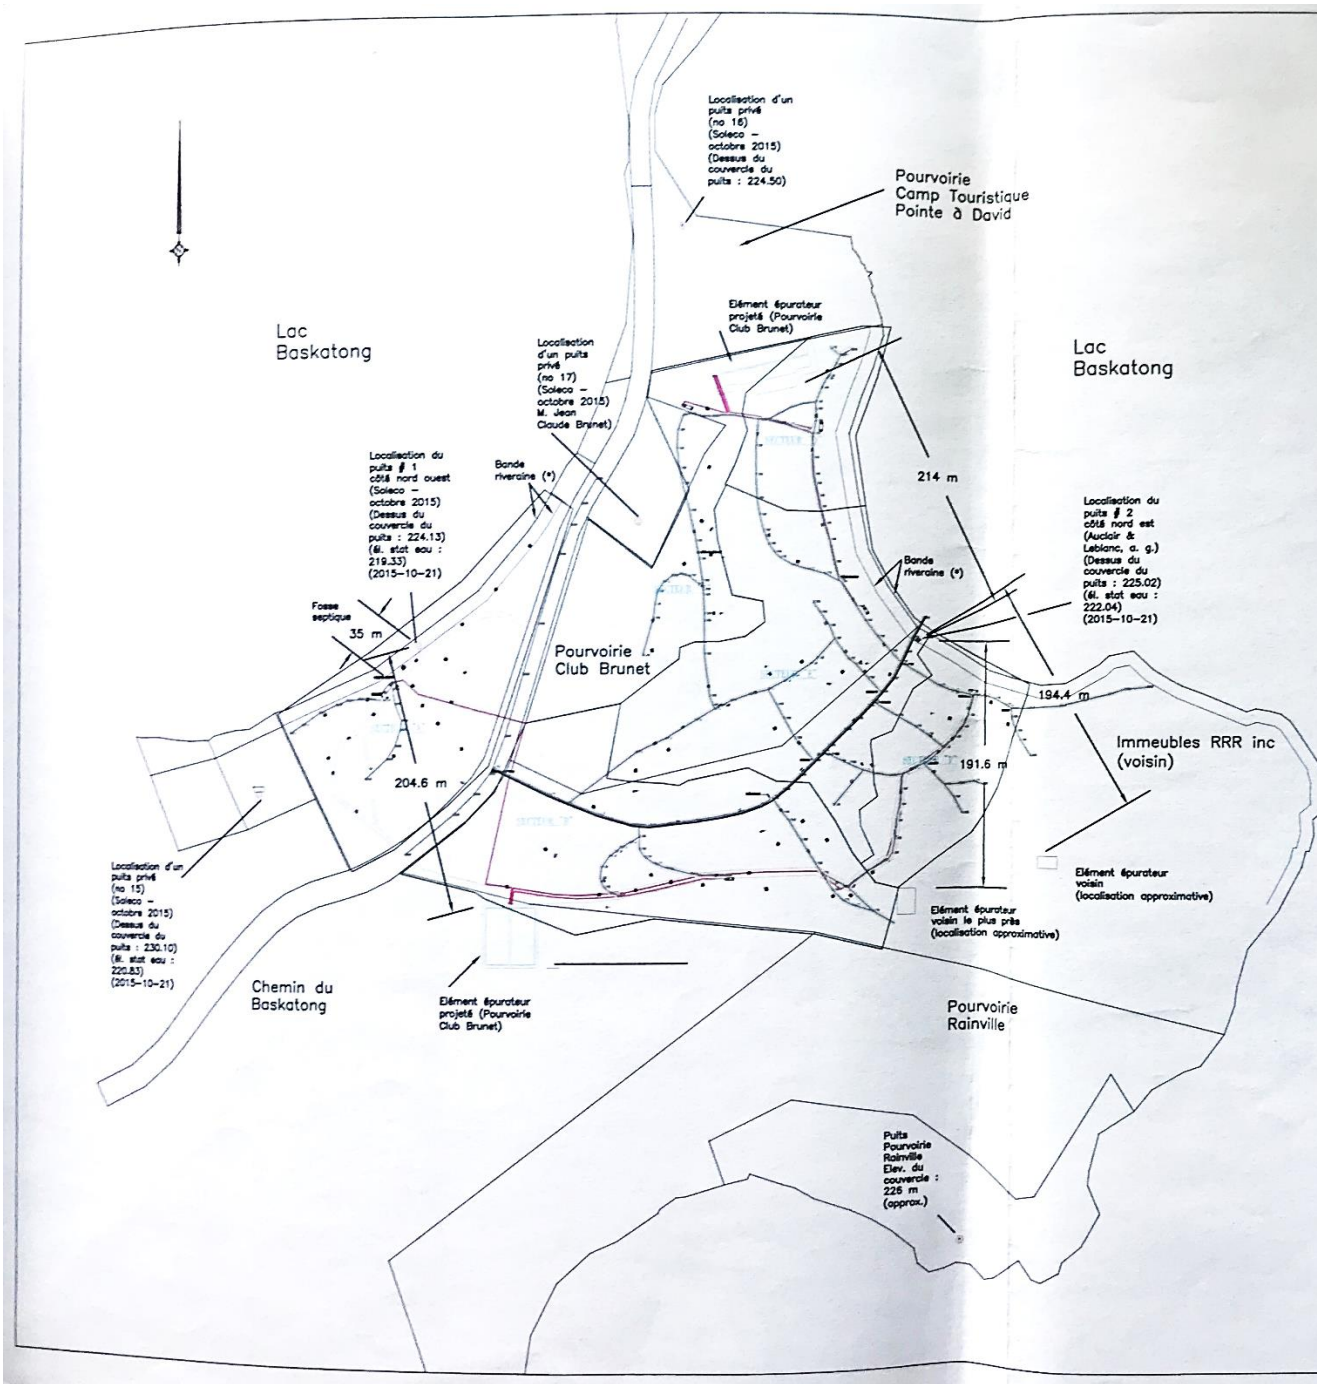 Localisation d'un
puits privé
(no 16)
(Soleco –
octobre 2015)
(Dessus du
couvercle du
puits : 224.50)
Pourvoirie
Camp Touristique
Pointe à David
Elément épurateur
projeté (Pourvoirie
Club Brunet)
Lac
Baskatong
Localisation
d'un puits
privé
(no 17)
(Soleco –
octobre 2015)
M. Jean
Claude Brunet)
Lac
Baskatong
Localisation du
puits # 1
côté nord ouest
(Soleco –
octobre 2015)
(Dessus du
couvercle du
puits : 224.13)
(él. stat eau :
219.33)
(2015-10-21)
Bande
riveraine (*)
214 m
Localisation du
puits # 2
côté nord est
(Auclair &
Leblanc, a. g.)
(Dessus du
couvercle du
puits : 225.02)
(él. stat eau :
222.04)
(2015-10-21)
Bande
riveraine (*)
Fosse
septique
35 m
Pourvoirie
Club Brunet
194.4 m
Immeubles RRR inc
(voisin)
191.6 m
204.6 m
Localisation d'un
puits privé
(no 15)
(Soleco –
octobre 2015)
(Dessus du
couvercle du
puits : 230.10)
(él. stat eau :
220.83)
(2015-10-21)
Elément épurateur
voisin
(localisation approximative)
Elément épurateur
voisin le plus près
(localisation approximative)
Chemin du
Baskatong
Elément épurateur
projeté (Pourvoirie
Club Brunet)
Pourvoirie
Rainville
Puits
Pourvoirie
Rainville
Elev. du
couvercle :
226 m
(approx.)